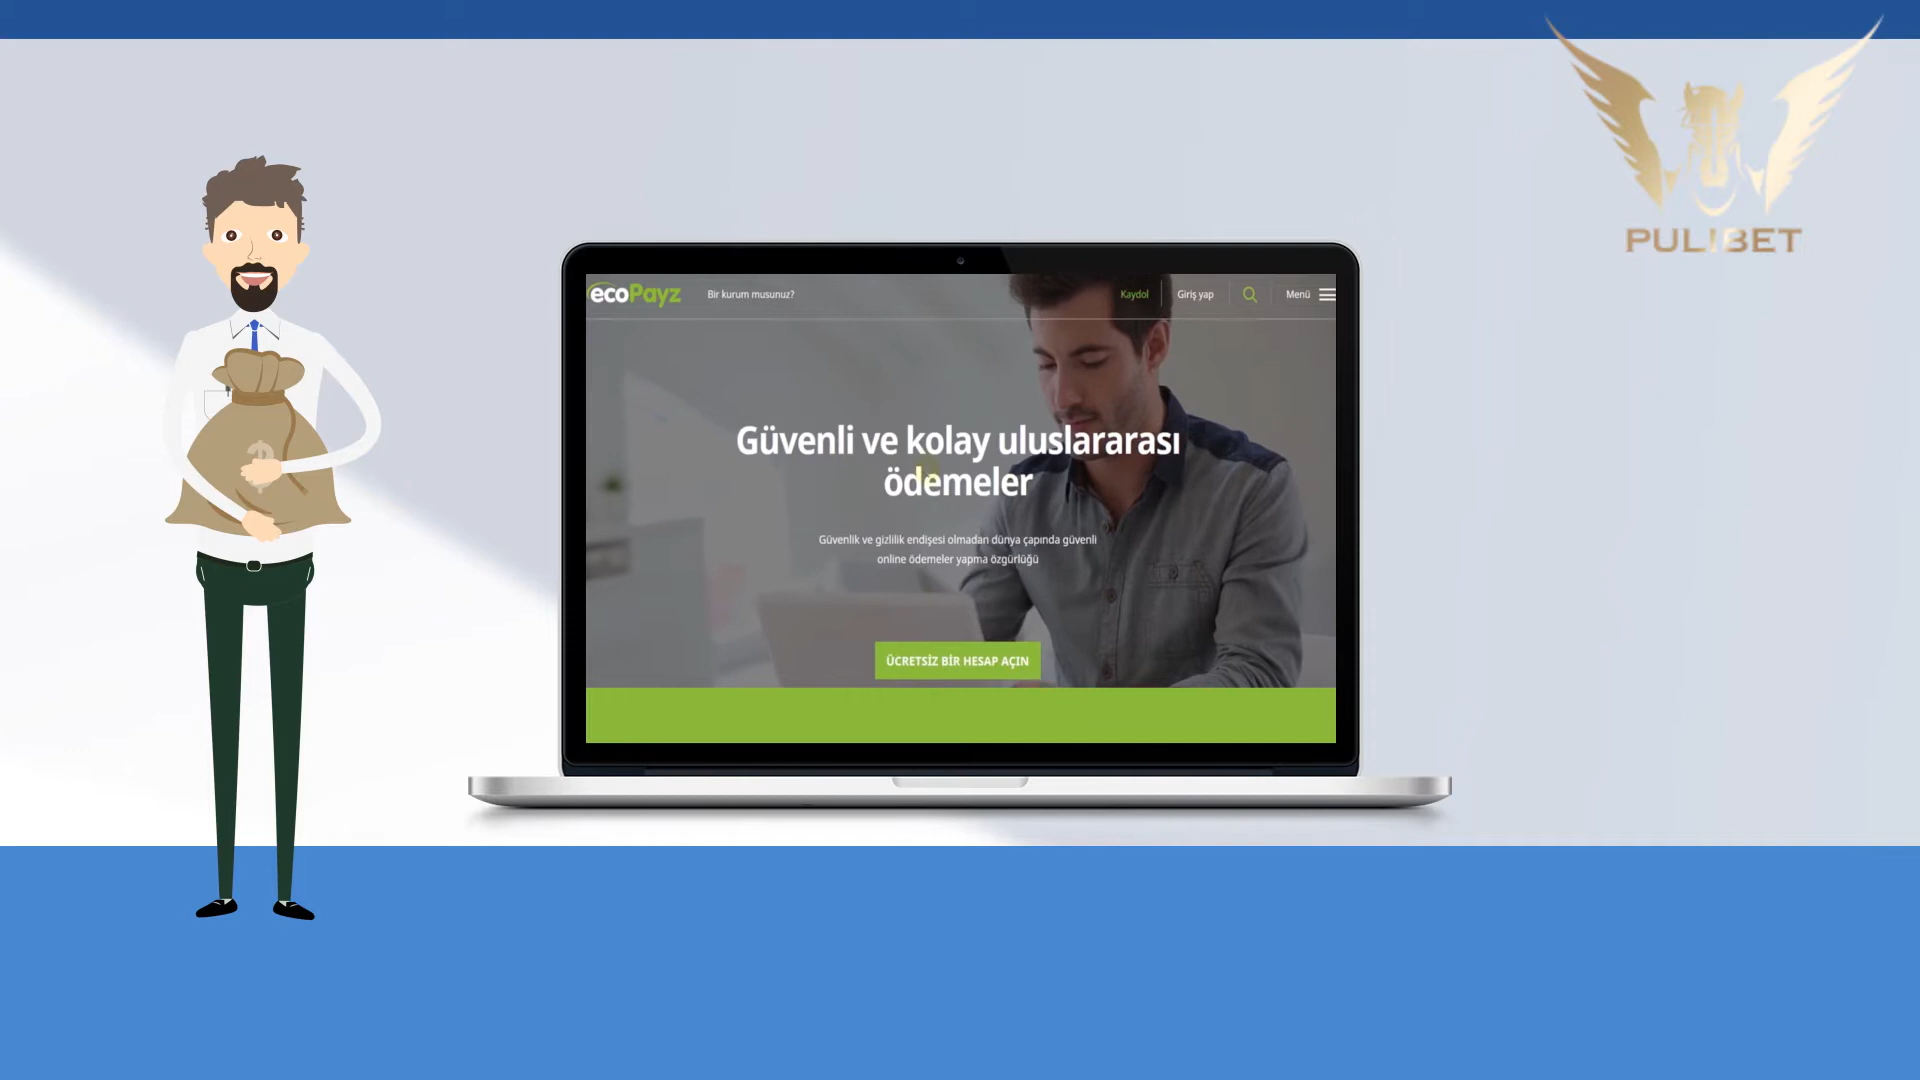 PULIBET
ecoPayz
Bir kurum musunuz?
Kaydol
Giriş yap
Menü
Güvenli ve kolay uluslararası
ödemeler
Güvenlik ve gizlilik endişesi olmadan dünya çapında güvenli
online ödemeler yapma özgürlüğü
ÜCRETSİZ BİR HESAP AÇIN
$